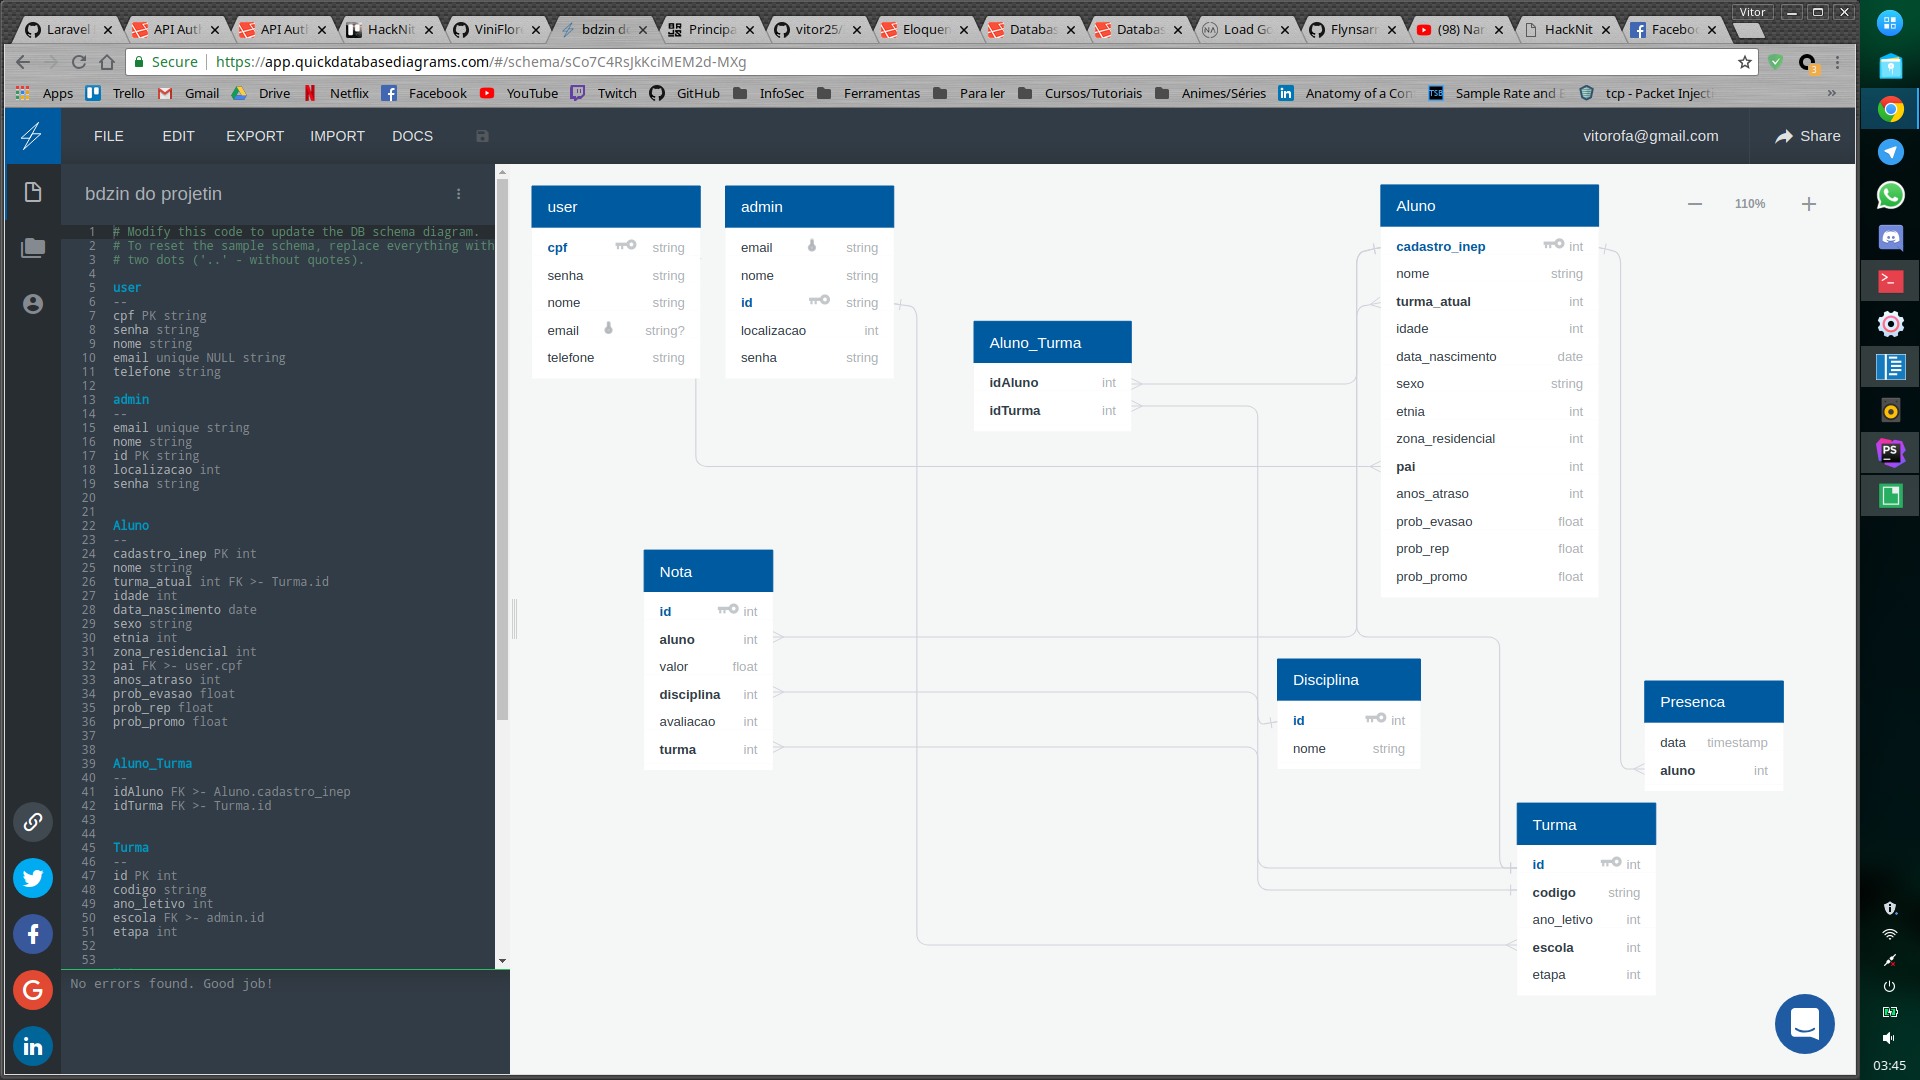 Vitor
Laravel
API Auth
API Auth
HackNit
ViniFlor
bdzin do
Principa
vitor25/
Eloquen
Databas
Databas
Load Go
Flynsarm
(98) Nar
HackNit
Faceboo
Secure
https://app.quickdatabasediagrams.com/#/schema/sCo7C4RsJkKciMEM2d-MXg
3
Apps
Trello
Gmail
Drive
Netflix
Facebook
YouTube
Twitch
GitHub
InfoSec
Ferramentas
Para ler
Cursos/Tutoriais
Animes/Séries
Anatomy of a Con
Sample Rate and
tcp - Packet Injecti
»
FILE
EDIT
EXPORT
IMPORT
DOCS
vitorofa@gmail.com
Share
bdzin do projetin
1 # Modify this code to update the DB schema diagram.
2 # To reset the sample schema, replace everything with
3 # two dots ('..' - without quotes).
4
5 user
6 --
7 cpf PK string
8 senha string
9 nome string
10 email unique NULL string
11 telefone string
12
13 admin
14 --
15 email unique string
16 nome string
17 id PK string
18 localizacao int
19 senha string
20
21
22 Aluno
23 --
24 cadastro_inep PK int
25 nome string
26 turma_atual int FK >- Turma.id
27 idade int
28 data_nascimento date
29 sexo string
30 etnia int
31 zona_residencial int
32 pai FK >- user.cpf
33 anos_atraso int
34 prob_evasao float
35 prob_rep float
36 prob_promo float
37
38
39 Aluno_Turma
40 --
41 idAluno FK >- Aluno.cadastro_inep
42 idTurma FK >- Turma.id
43
44
45 Turma
46 --
47 id PK int
48 codigo string
49 ano_letivo int
50 escola FK >- admin.id
51 etapa int
52
53
No errors found. Good job!
user
cpf string
senha string
nome string
email string?
telefone string
admin
email string
nome string
id string
localizacao int
senha string
Aluno_Turma
idAluno int
idTurma int
Aluno
cadastro_inep int
nome string
turma_atual int
idade int
data_nascimento date
sexo string
etnia int
zona_residencial int
pai int
anos_atraso int
prob_evasao float
prob_rep float
prob_promo float
110%
Nota
id int
aluno int
valor float
disciplina int
avaliacao int
turma int
Disciplina
id int
nome string
Presenca
data timestamp
aluno int
Turma
id int
codigo string
ano_letivo int
escola int
etapa int
PS
03:45